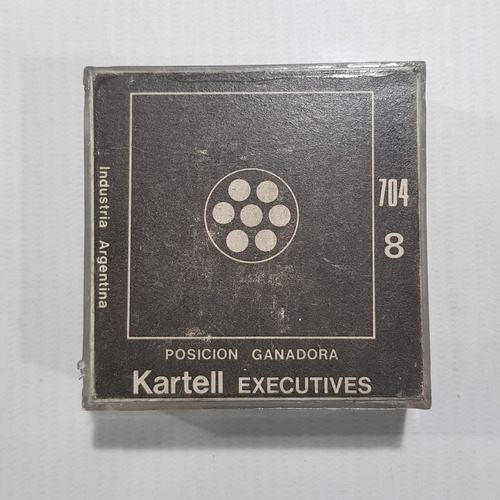 Industria Argentina
704
8
POSICION GANADORA
Kartell EXECUTIVES